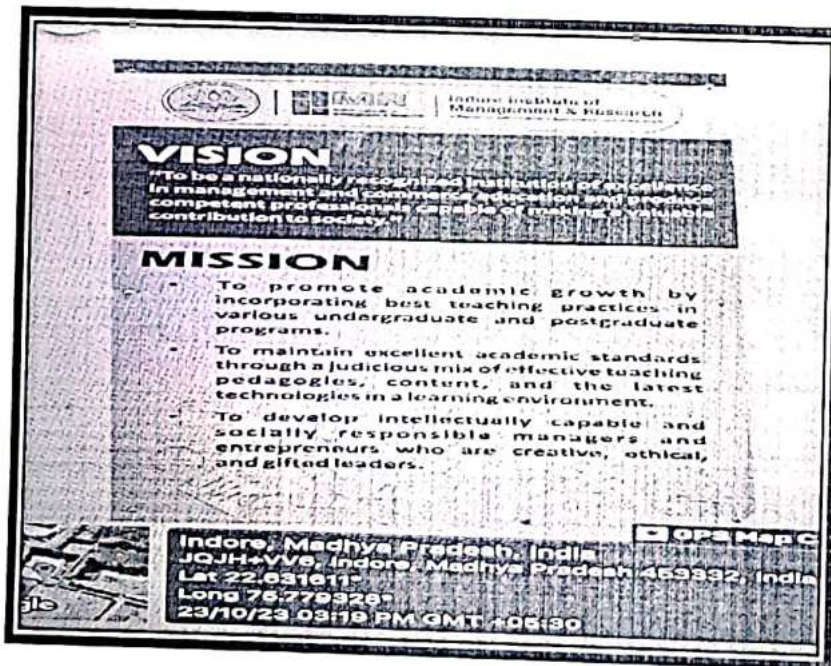 Indore Institute of
Management & Research
VISION
"To be a nationally recognized institution of excellence
in management and commerce education and produce
competent professionals capable of making a valuable
contribution to society."
MISSION
• To promote academic growth by
incorporating best teaching practices in
various undergraduate and postgraduate
programs.
• To maintain excellent academic standards
through a judicious mix of effective teaching
pedagogies, content, and the latest
technologies in a learning environment.
• To develop intellectually capable and
socially responsible managers and
entrepreneurs who are creative, ethical,
and gifted leaders.
GPS Map C
Indore, Madhya Pradesh, India
JQJH+VV6, Indore, Madhya Pradesh 453332, India
Lat 22.631611°
Long 75.779328°
23/10/23 03:19 PM GMT +05:30
gle